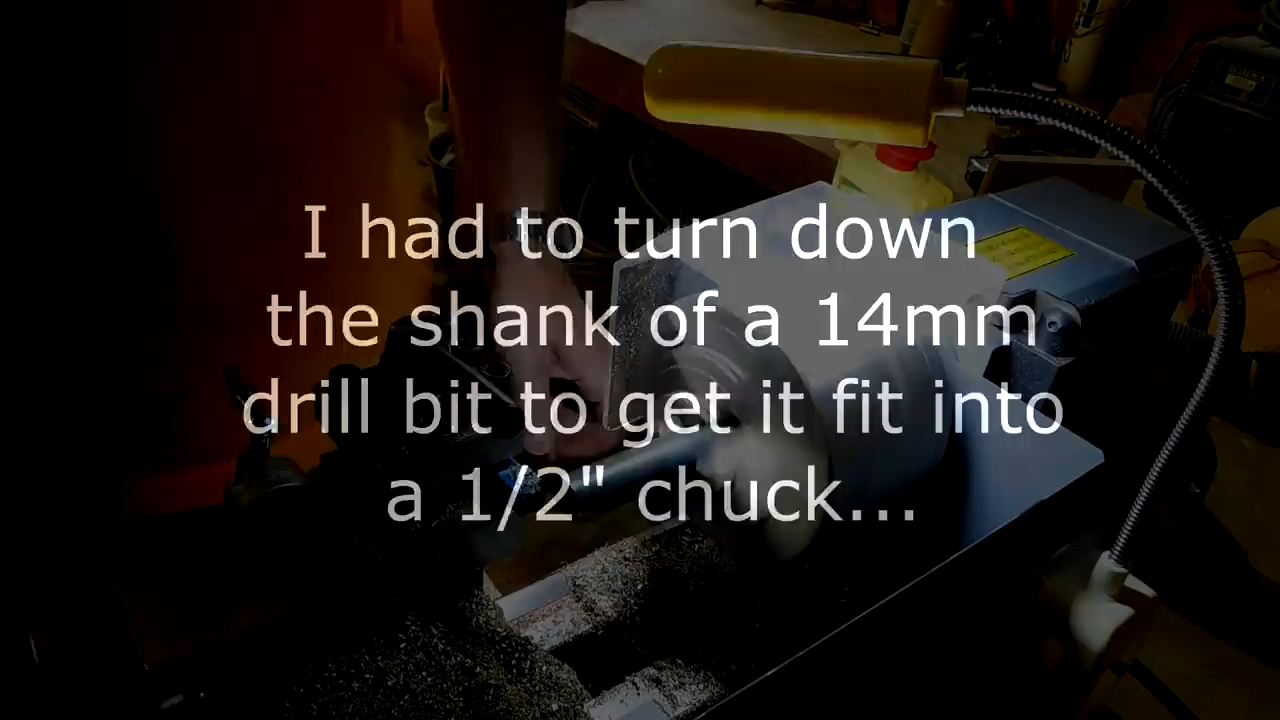 I had to turn down
the shank of a 14mm
drill bit to get it fit into
a 1/2" chuck...